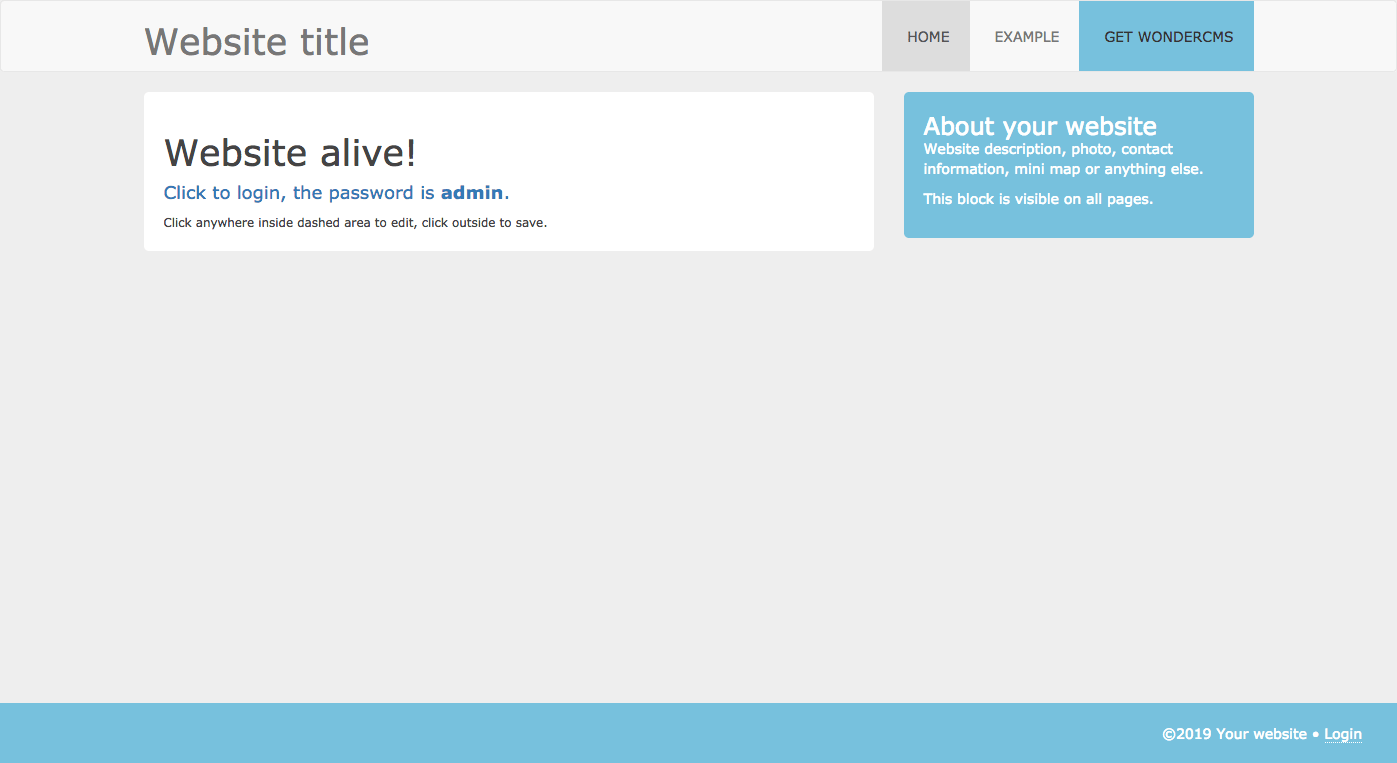 Website title
HOME
EXAMPLE
GET WONDERCMS
Website alive!
Click to login, the password is admin.
Click anywhere inside dashed area to edit, click outside to save.
About your website
Website description, photo, contact
information, mini map or anything else.
This block is visible on all pages.
©2019 Your website • Login